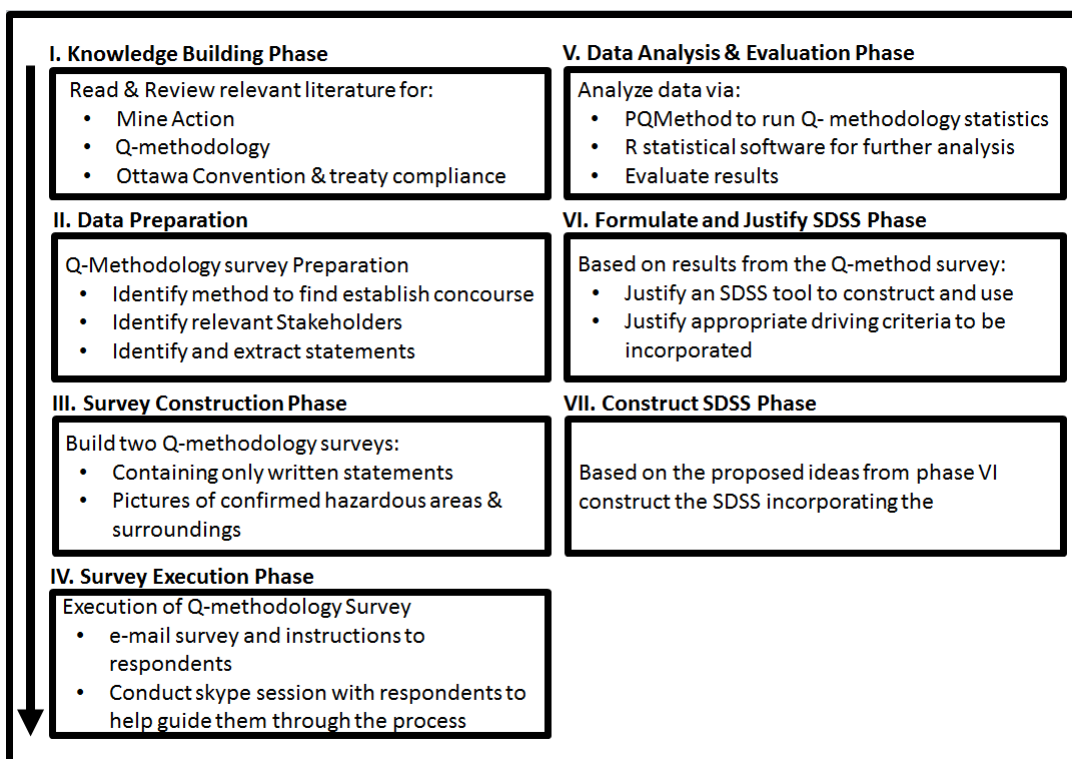 I. Knowledge Building Phase
Read & Review relevant literature for:
• Mine Action
• Q-methodology
• Ottawa Convention & treaty compliance
II. Data Preparation
Q-Methodology survey Preparation
• Identify method to find establish concourse
• Identify relevant Stakeholders
• Identify and extract statements
III. Survey Construction Phase
Build two Q-methodology surveys:
• Containing only written statements
• Pictures of confirmed hazardous areas &
surroundings
IV. Survey Execution Phase
Execution of Q-methodology Survey
• e-mail survey and instructions to
respondents
• Conduct skype session with respondents to
help guide them through the process
V. Data Analysis & Evaluation Phase
Analyze data via:
• PQMethod to run Q- methodology statistics
• R statistical software for further analysis
• Evaluate results
VI. Formulate and Justify SDSS Phase
Based on results from the Q-method survey:
• Justify an SDSS tool to construct and use
• Justify appropriate driving criteria to be
incorporated
VII. Construct SDSS Phase
Based on the proposed ideas from phase VI
construct the SDSS incorporating the